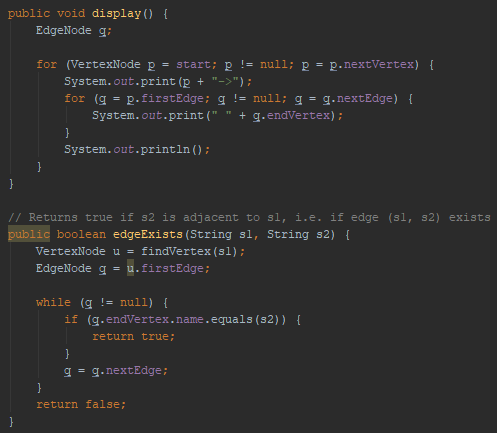 public void display() {
    EdgeNode q;

    for (VertexNode p = start; p != null; p = p.nextVertex) {
        System.out.print(p + "->");
        for (q = p.firstEdge; q != null; q = q.nextEdge) {
            System.out.print(" " + q.endVertex);
        }
        System.out.println();
    }
}

// Returns true if s2 is adjacent to s1, i.e. if edge (s1, s2) exists
public boolean edgeExists(String s1, String s2) {
    VertexNode u = findVertex(s1);
    EdgeNode q = u.firstEdge;

    while (q != null) {
        if (q.endVertex.name.equals(s2)) {
            return true;
        }
        q = q.nextEdge;
    }
    return false;
}